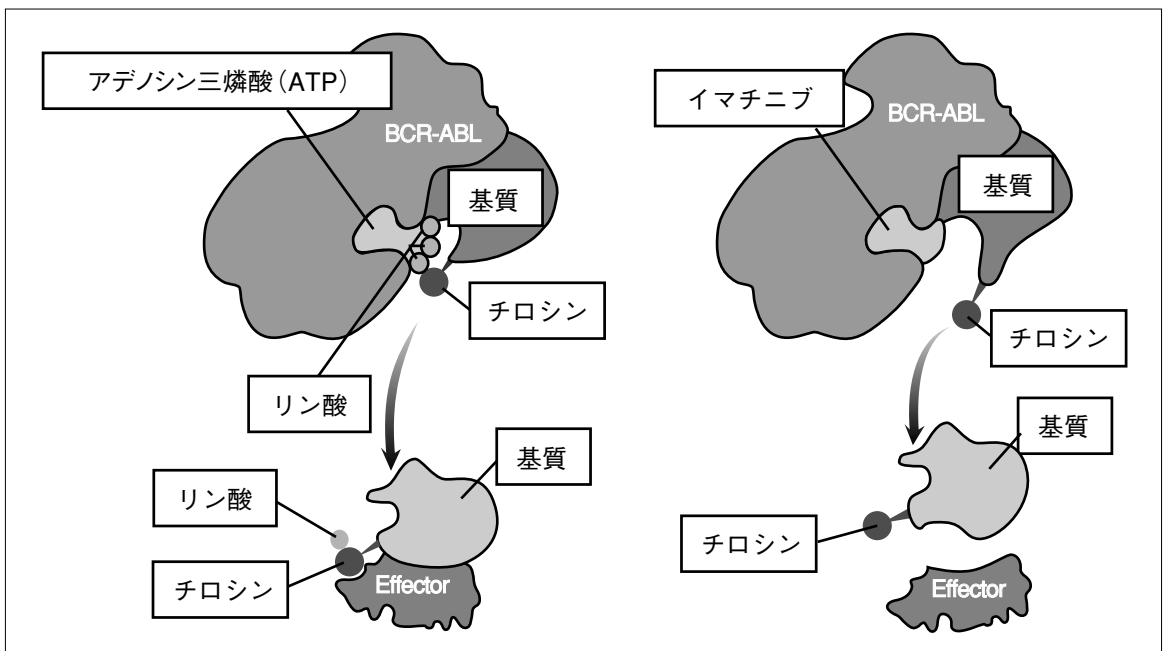 アデノシン三燐酸(ATP)
BCR-ABL
基質
チロシン
リン酸
基質
リン酸
チロシン
Effector
イマチニブ
BCR-ABL
基質
チロシン
基質
チロシン
Effector